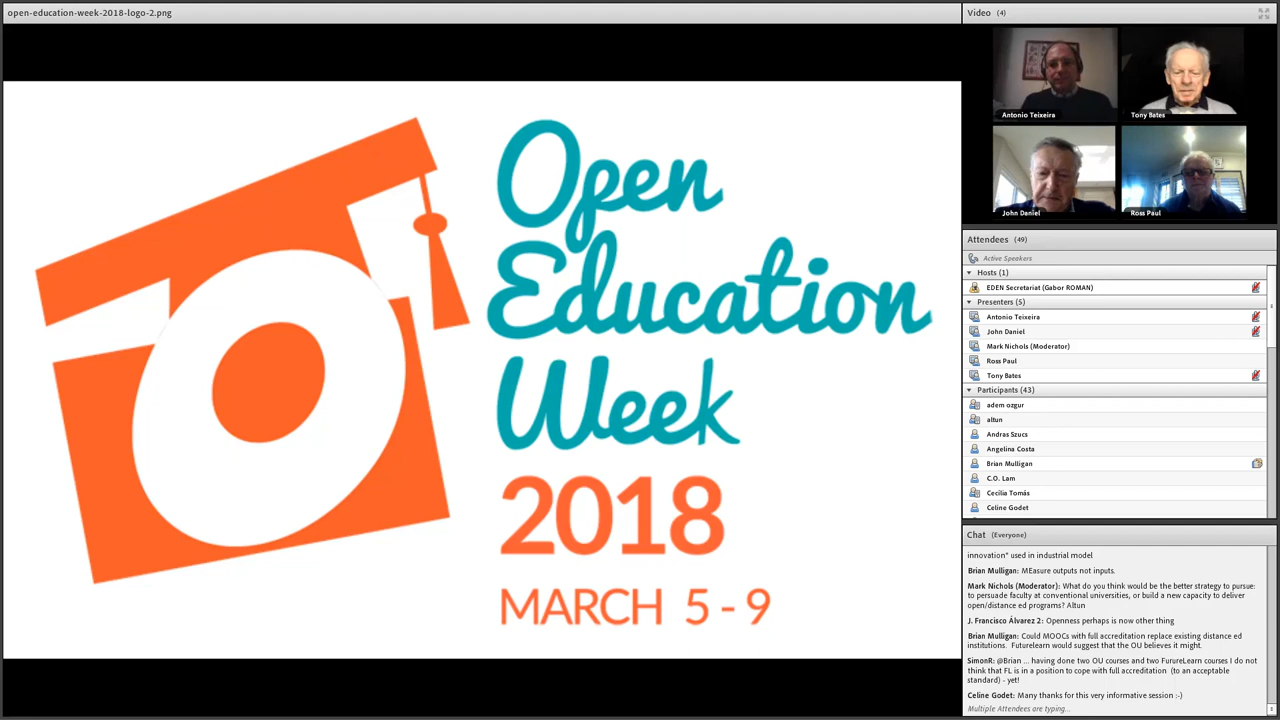 open-education-week-2018-logo-2.png
Open
Education
Week
2018
MARCH 5 - 9
Video (4)
Antonio Teixeira
Tony Bates
John Daniel
Ross Paul
Attendees (49)
Active Speakers
Hosts (1)
EDEN Secretariat (Gabor ROMAN)
Presenters (5)
Antonio Teixeira
John Daniel
Mark Nichols (Moderator)
Ross Paul
Tony Bates
Participants (43)
adem ozgur
altun
Andras Szucs
Angelina Costa
Brian Mulligan
C.O. Lam
Cecília Tomás
Celine Godet
Chat (Everyone)
innovation" used in industrial model
Brian Mulligan: MEasure outputs not inputs.
Mark Nichols (Moderator): What do you think would be the better strategy to pursue:
to persuade faculty at conventional universities, or build a new capacity to deliver
open/distance ed programs? Altun
J. Francisco Álvarez 2: Openness perhaps is now other thing
Brian Mulligan: Could MOOCs with full accreditation replace existing distance ed
institutions. Futurelearn would suggest that the OU believes it might.
SimonR: @Brian ... having done two OU courses and two FurureLearn courses I do not
think that FL is in a position to cope with full accreditation (to an acceptable
standard) - yet!
Celine Godet: Many thanks for this very informative session :-)
Multiple Attendees are typing...